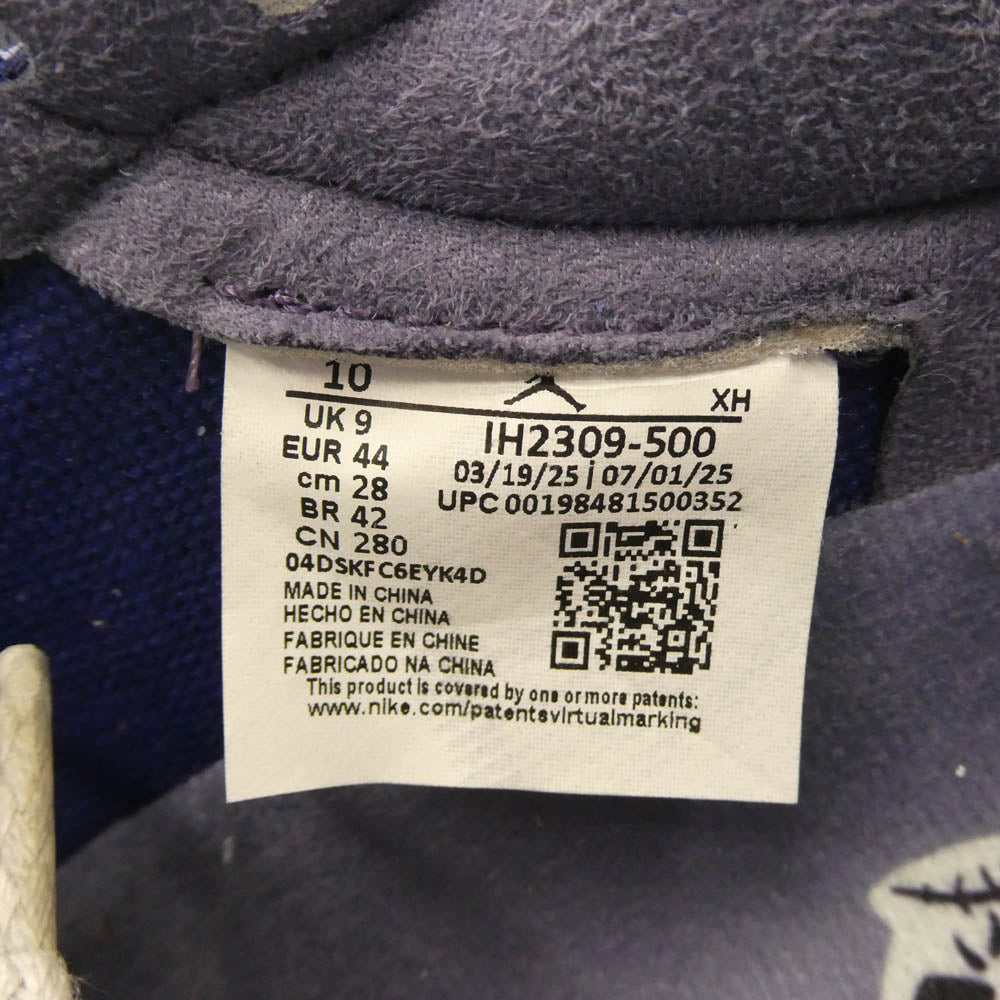 10
XH
UK 9
IH2309-500
EUR 44
03/19/25 | 07/01/25
cm 28
UPC 00198481500352
BR 42
CN 280
04DSKFC6EYK4D
MADE IN CHINA
HECHO EN CHINA
FABRIQUE EN CHINE
FABRICADO NA CHINA
This product is covered by one or more patents:
www.nike.com/patentsvirtualmarking